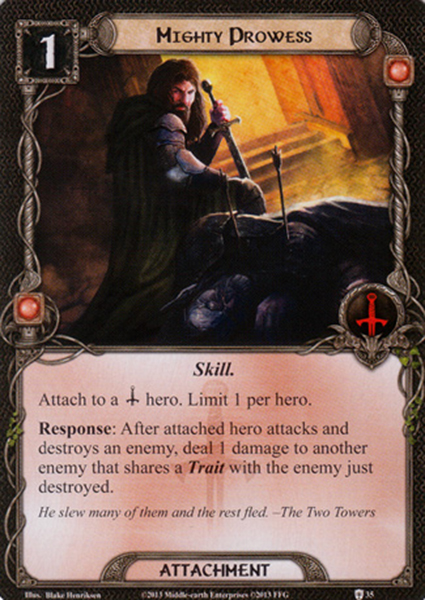 1
Mighty Prowess
Skill.
Attach to a hero. Limit 1 per hero.
Response: After attached hero attacks and
destroys an enemy, deal 1 damage to another
enemy that shares a Trait with the enemy just
destroyed.
He slew many of them and the rest fled. –The Two Towers
ATTACHMENT
Illus. Blake Henriksen
©2013 Middle-earth Enterprises ©2013 FFG
35